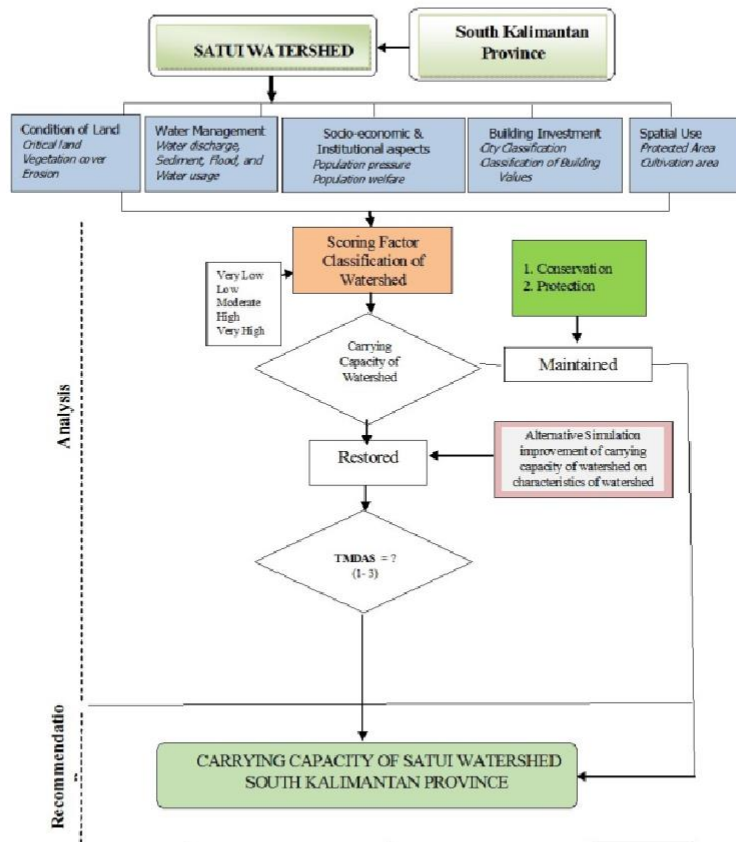 SATUI WATERSHED
South Kalimantan
Province
Condition of Land
Critical land
Vegetation cover
Erosion
Water Management
Water discharge,
Sediment, Flood, and
Water usage
Socio-economic &
Institutional aspects
Population pressure
Population welfare
Building Investment
City Classification
Classification of Building
Values
Spatial Use
Protected Area
Cultivation area
Analysis
Scoring Factor
Classification of
Watershed
Very Low
Low
Moderate
High
Very High
1. Conservation
2. Protection
Carrying
Capacity of
Watershed
Maintained
Restored
Alternative Simulation
improvement of carrying
capacity of watershed on
characteristics of watershed
TMDAS = ?
(1- 3)
Recommendatio
CARRYING CAPACITY OF SATUI WATERSHED
SOUTH KALIMANTAN PROVINCE